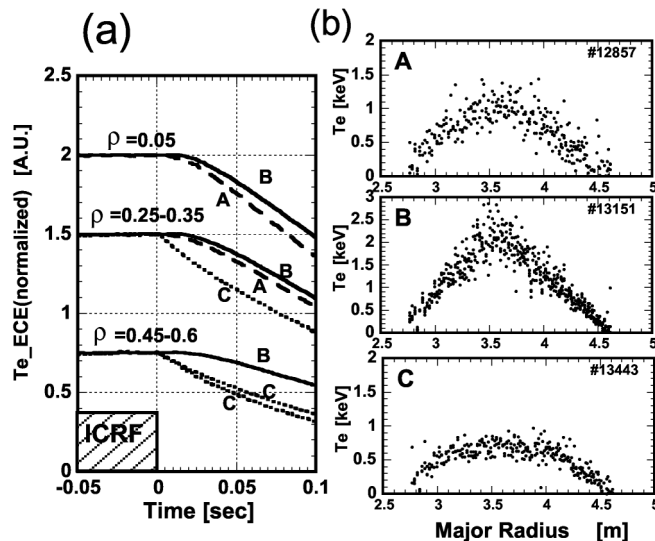 (a)
Te_ECE(normalized) [A.U.]
2.5
2
1.5
1
0.5
0
ρ =0.05
B
A
ρ =0.25-0.35
B
A
C
ρ =0.45-0.6
B
C
C
ICRF
-0.05 0 0.05 0.1
Time [sec]
(b)
A
#12857
Te [keV]
2
1.5
1
0.5
0
2.5 3 3.5 4 4.5 5
B
#13151
Te [keV]
3
2.5
2
1.5
1
0.5
0
2.5 3 3.5 4 4.5 5
C
#13443
Te [keV]
2
1.5
1
0.5
0
2.5 3 3.5 4 4.5 5
Major Radius [m]